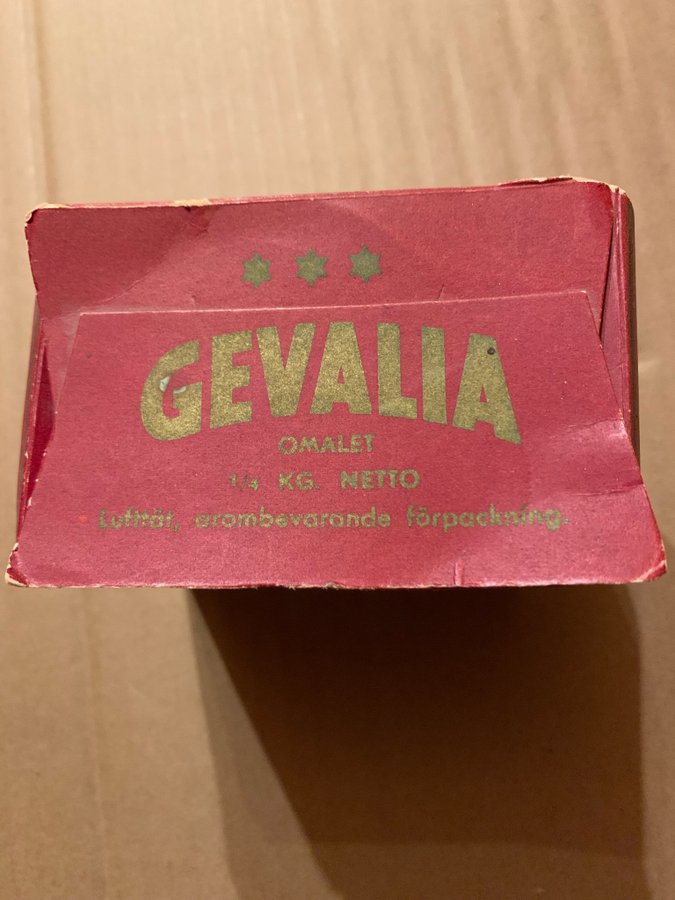 GEVALIA
OMALET
1/4 KG. NETTO
Lufttät, arombevarande förpackning.